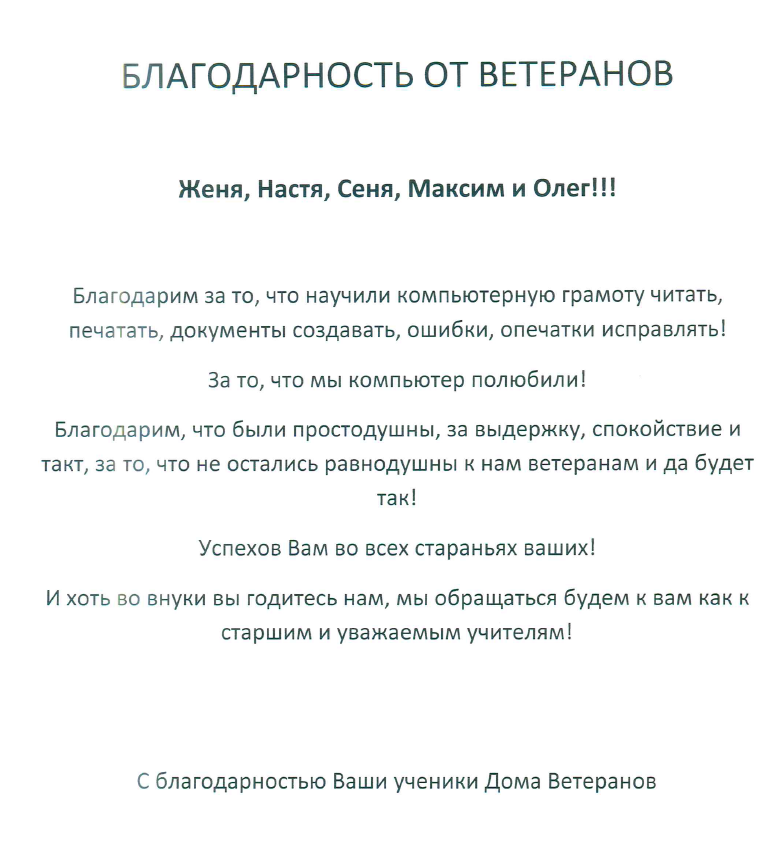 БЛАГОДАРНОСТЬ ОТ ВЕТЕРАНОВ
Женя, Настя, Сеня, Максим и Олег!!!
Благодарим за то, что научили компьютерную грамоту читать,
печатать, документы создавать, ошибки, опечатки исправлять!
За то, что мы компьютер полюбили!
Благодарим, что были простодушны, за выдержку, спокойствие и
такт, за то, что не остались равнодушны к нам ветеранам и да будет
так!
Успехов Вам во всех стараньях ваших!
И хоть во внуки вы годитесь нам, мы обращаться будем к вам как к
старшим и уважаемым учителям!
С благодарностью Ваши ученики Дома Ветеранов